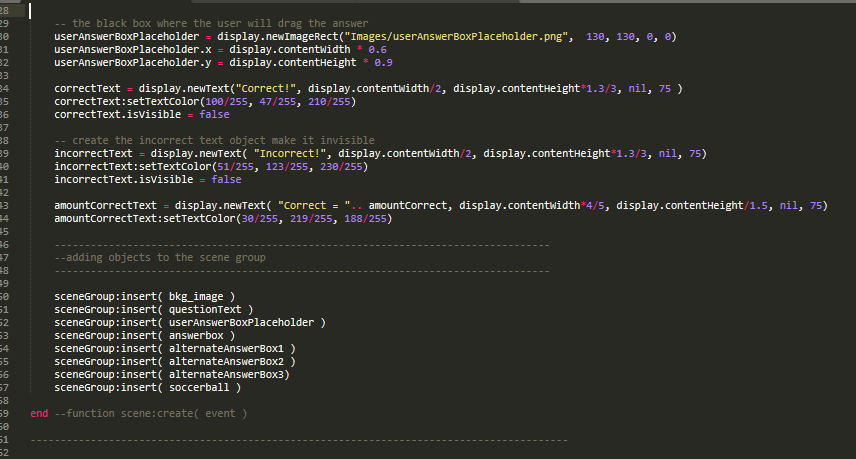 28
29 -- the black box where the user will drag the answer
30 userAnswerBoxPlaceholder = display.newImageRect("Images/userAnswerBoxPlaceholder.png",  130, 130, 0, 0)
31 userAnswerBoxPlaceholder.x = display.contentWidth * 0.6
32 userAnswerBoxPlaceholder.y = display.contentHeight * 0.9
33
34 correctText = display.newText("Correct!", display.contentWidth/2, display.contentHeight*1.3/3, nil, 75 )
35 correctText:setTextColor(100/255, 47/255, 210/255)
36 correctText.isVisible = false
37
38 -- create the incorrect text object make it invisible
39 incorrectText = display.newText( "Incorrect!", display.contentWidth/2, display.contentHeight*1.3/3, nil, 75)
40 incorrectText:setTextColor(51/255, 123/255, 230/255)
41 incorrectText.isVisible = false
42
43 amountCorrectText = display.newText( "Correct = ".. amountCorrect, display.contentWidth*4/5, display.contentHeight/1.5, nil, 75)
44 amountCorrectText:setTextColor(30/255, 219/255, 188/255)
45
46 -----------------------------------------------------------------------------
47 --adding objects to the scene group
48 -----------------------------------------------------------------------------
49
50 sceneGroup:insert( bkg_image )
51 sceneGroup:insert( questionText )
52 sceneGroup:insert( userAnswerBoxPlaceholder )
53 sceneGroup:insert( answerbox )
54 sceneGroup:insert( alternateAnswerBox1 )
55 sceneGroup:insert( alternateAnswerBox2 )
56 sceneGroup:insert( alternateAnswerBox3)
57 sceneGroup:insert( soccerball )
58
59 end --function scene:create( event )
60
61 -----------------------------------------------------------------------------------------
62